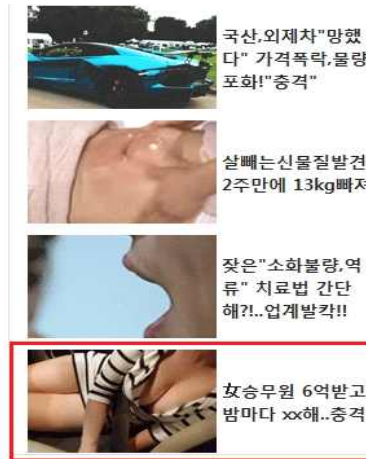 국산,외제차"망했
다" 가격폭락,물량
포화!"충격"
살빼는신물질발견
2주만에 13kg빠져
잦은"소화불량,역
류" 치료법 간단
해?!..업계발칵!!
女승무원 6억받고
밤마다 xx해..충격